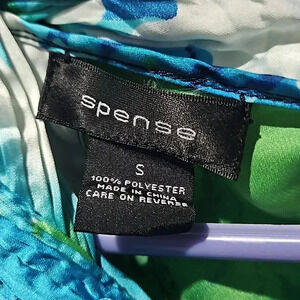 spense
S
100% POLYESTER
MADE IN CHINA
CARE ON REVERSE